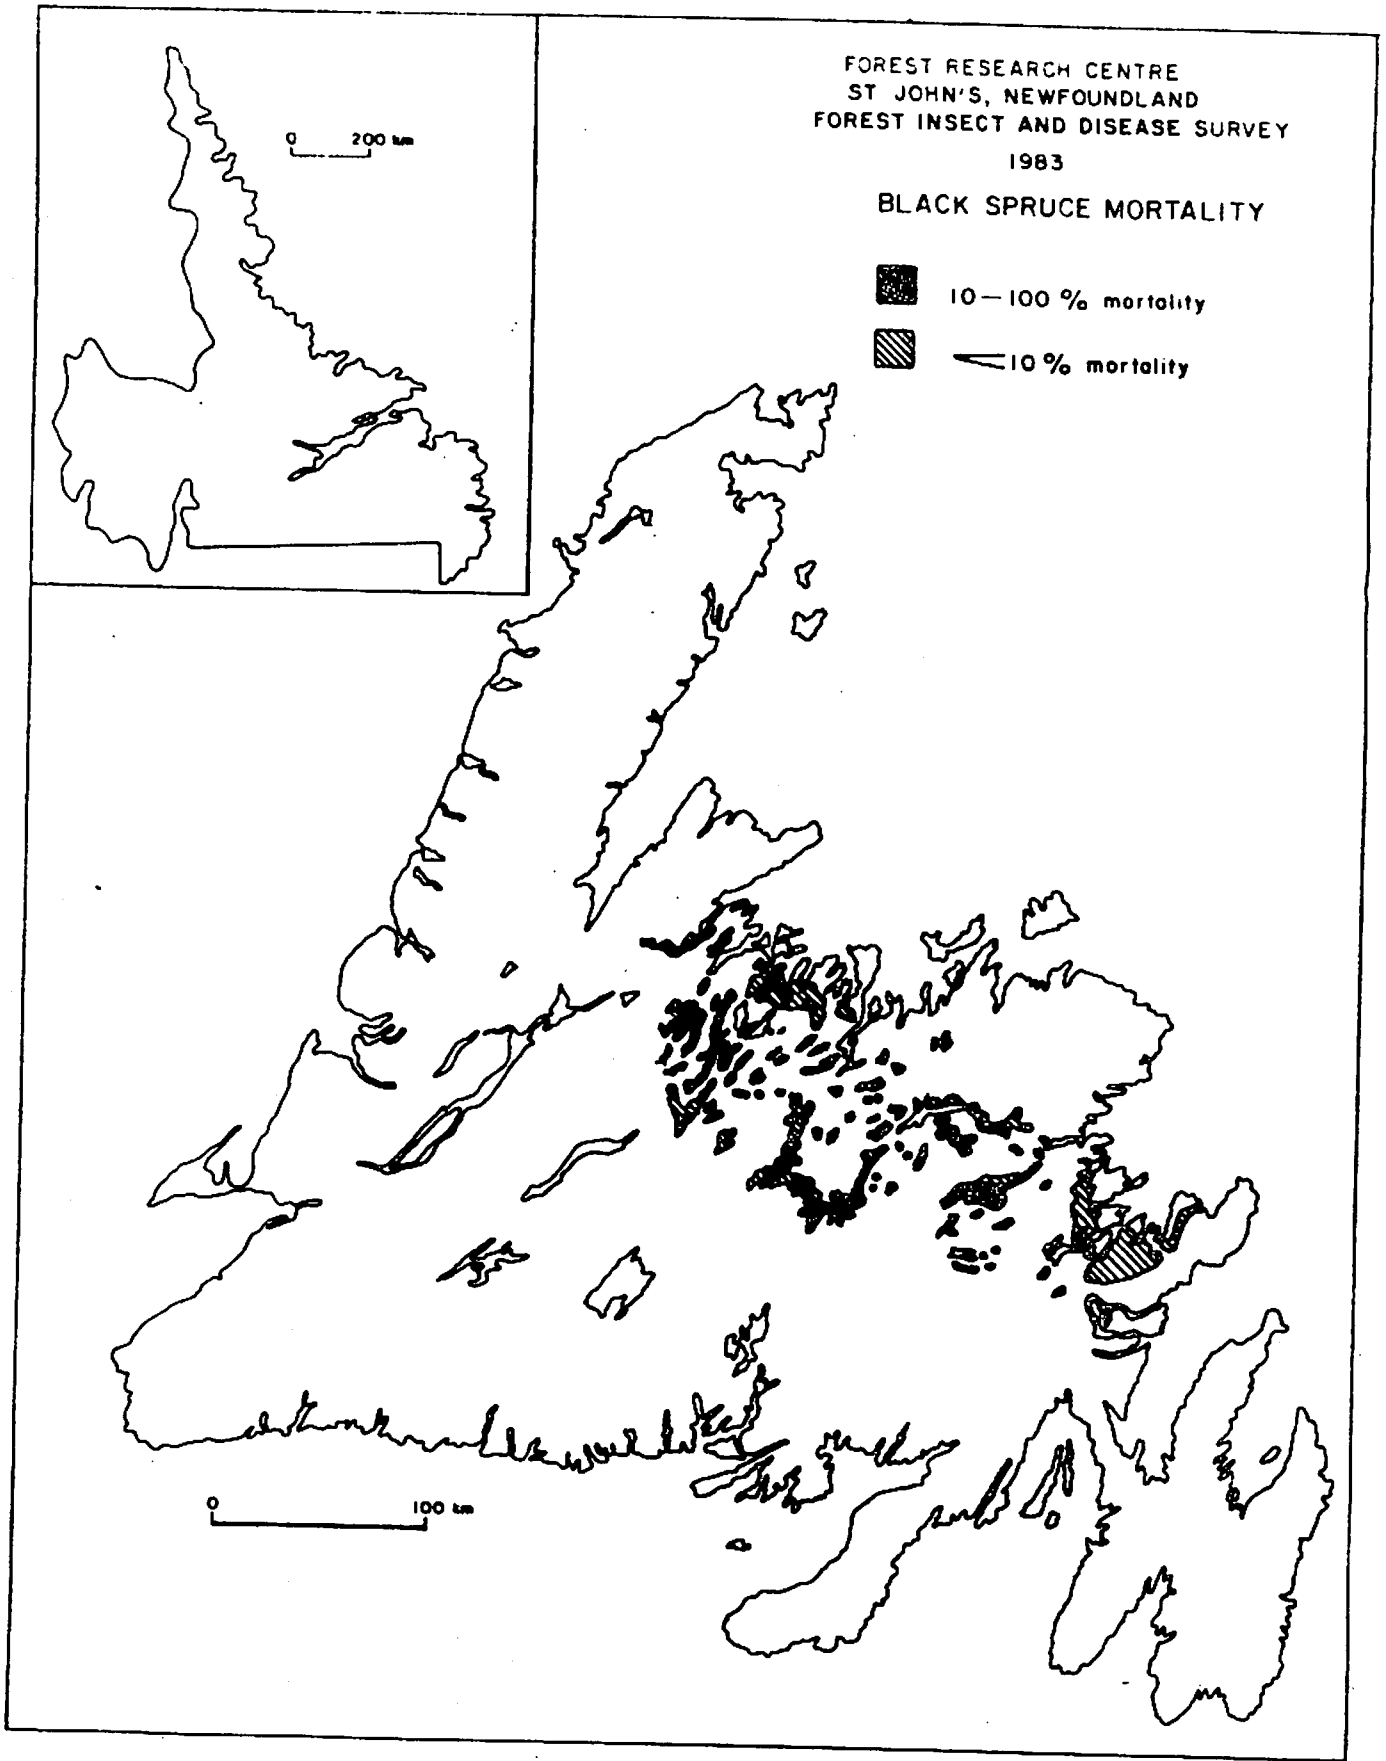 FOREST RESEARCH CENTRE
ST JOHN'S, NEWFOUNDLAND
FOREST INSECT AND DISEASE SURVEY
1983
BLACK SPRUCE MORTALITY
10-100 % mortality
<10 % mortality
0 200 km
0 100 km